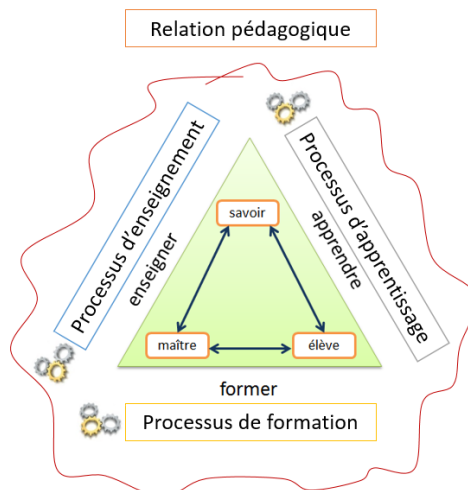 Relation pédagogique
Processus d'enseignement
enseigner
savoir
apprendre
Processus d'apprentissage
maître
élève
former
Processus de formation